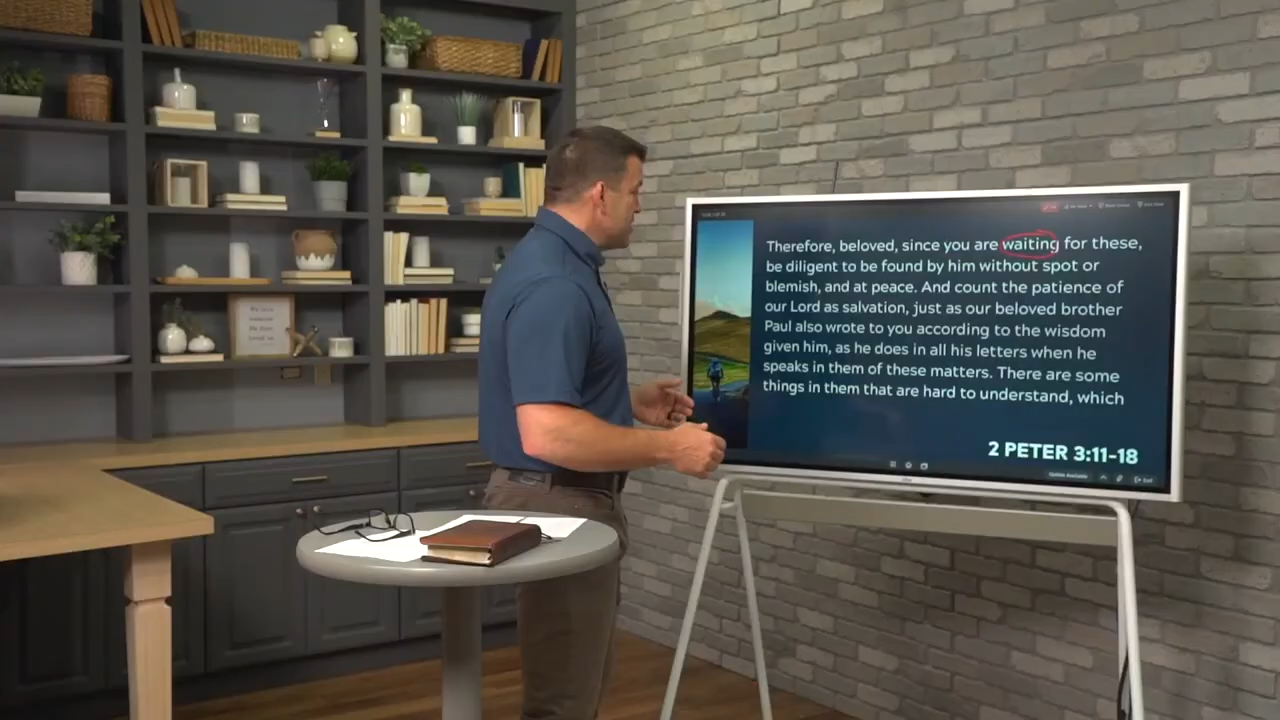 Therefore, beloved, since you are waiting for these,
be diligent to be found by him without spot or
blemish, and at peace. And count the patience of
our Lord as salvation, just as our beloved brother
Paul also wrote to you according to the wisdom
given him, as he does in all his letters when he
speaks in them of these matters. There are some
things in them that are hard to understand, which
2 PETER 3:11-18
Update Available
Exit